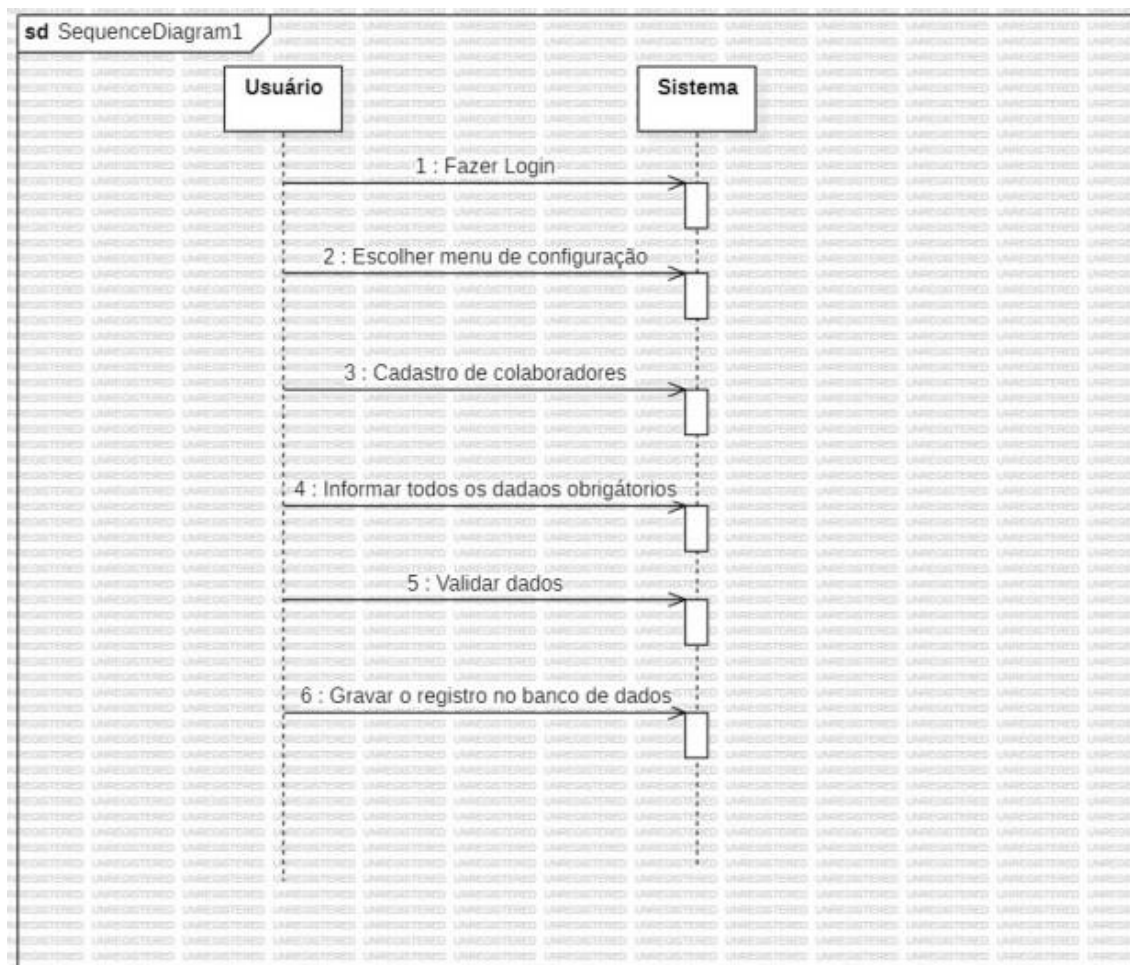 sd SequenceDiagram1
Usuário
Sistema
1 : Fazer Login
2 : Escolher menu de configuração
3 : Cadastro de colaboradores
4 : Informar todos os dadaos obrigátorios
5 : Validar dados
6 : Gravar o registro no banco de dados
UNREGISTERED